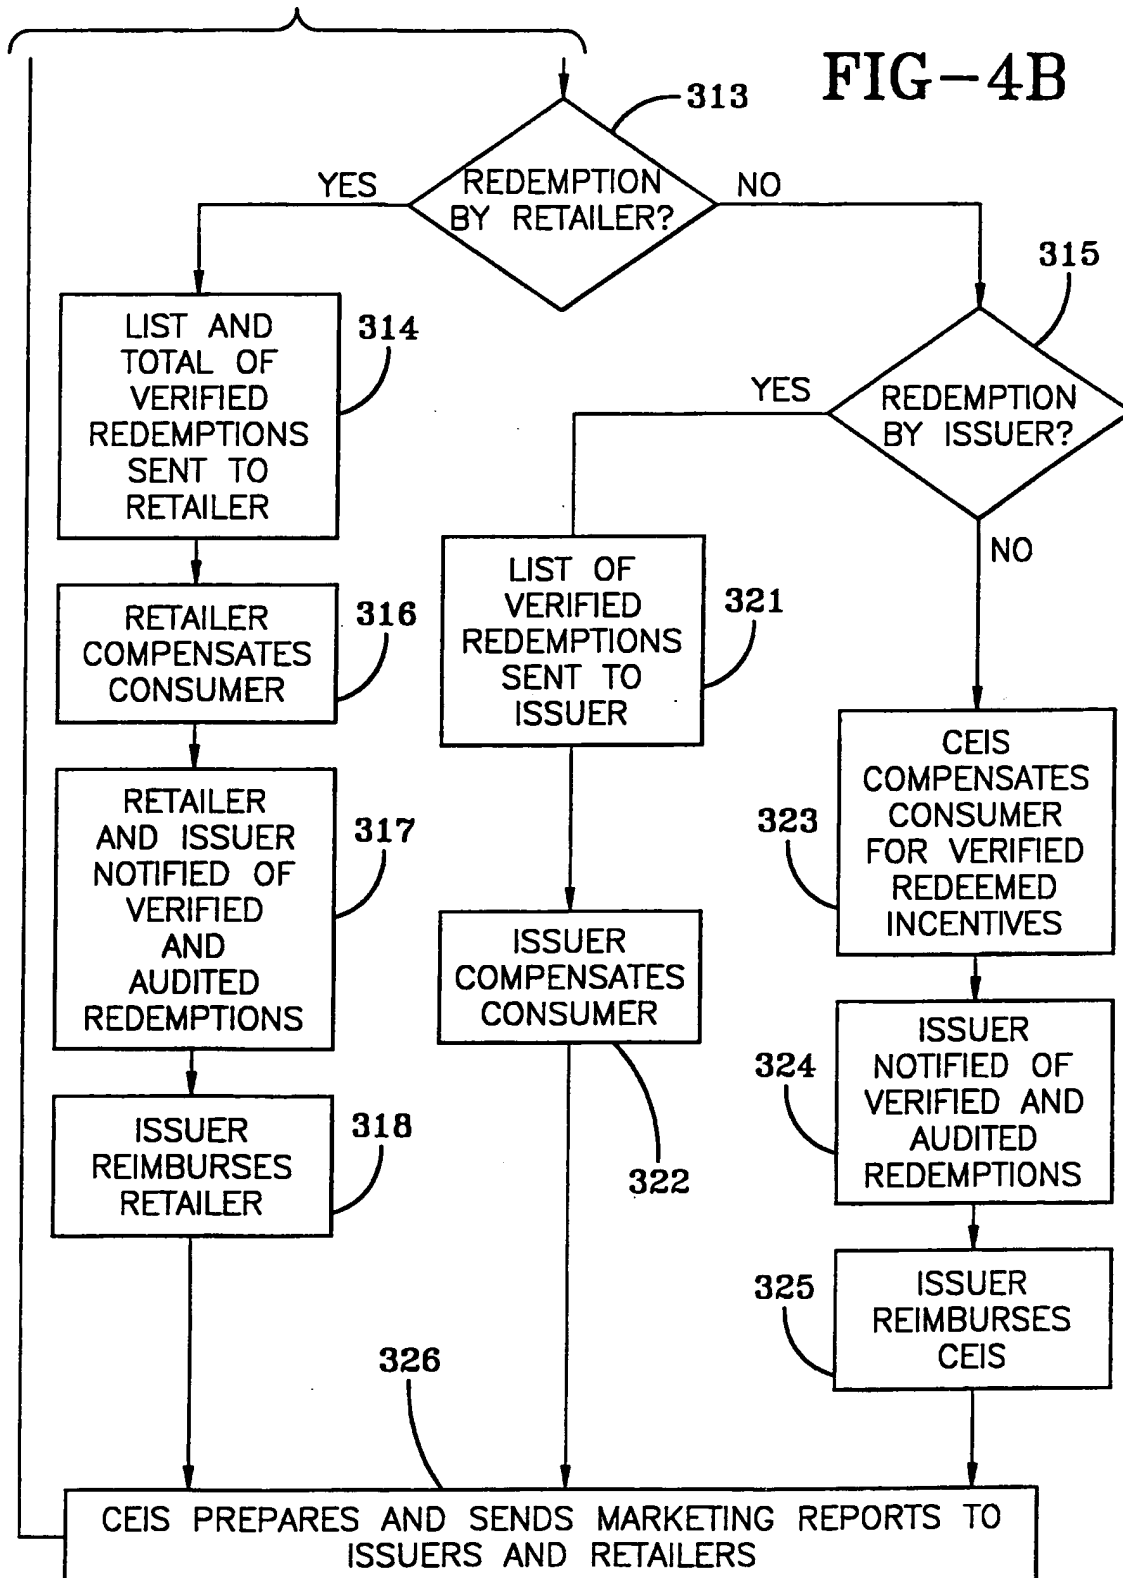 FIG-4B
313
REDEMPTION
BY RETAILER?
YES
NO
315
REDEMPTION
BY ISSUER?
YES
NO
LIST AND
TOTAL OF
VERIFIED
REDEMPTIONS
SENT TO
RETAILER
314
RETAILER
COMPENSATES
CONSUMER
316
RETAILER
AND ISSUER
NOTIFIED OF
VERIFIED
AND
AUDITED
REDEMPTIONS
317
ISSUER
REIMBURSES
RETAILER
318
LIST OF
VERIFIED
REDEMPTIONS
SENT TO
ISSUER
321
ISSUER
COMPENSATES
CONSUMER
322
CEIS
COMPENSATES
CONSUMER
FOR VERIFIED
REDEEMED
INCENTIVES
323
ISSUER
NOTIFIED OF
VERIFIED AND
AUDITED
REDEMPTIONS
324
ISSUER
REIMBURSES
CEIS
325
326
CEIS PREPARES AND SENDS MARKETING REPORTS TO
ISSUERS AND RETAILERS